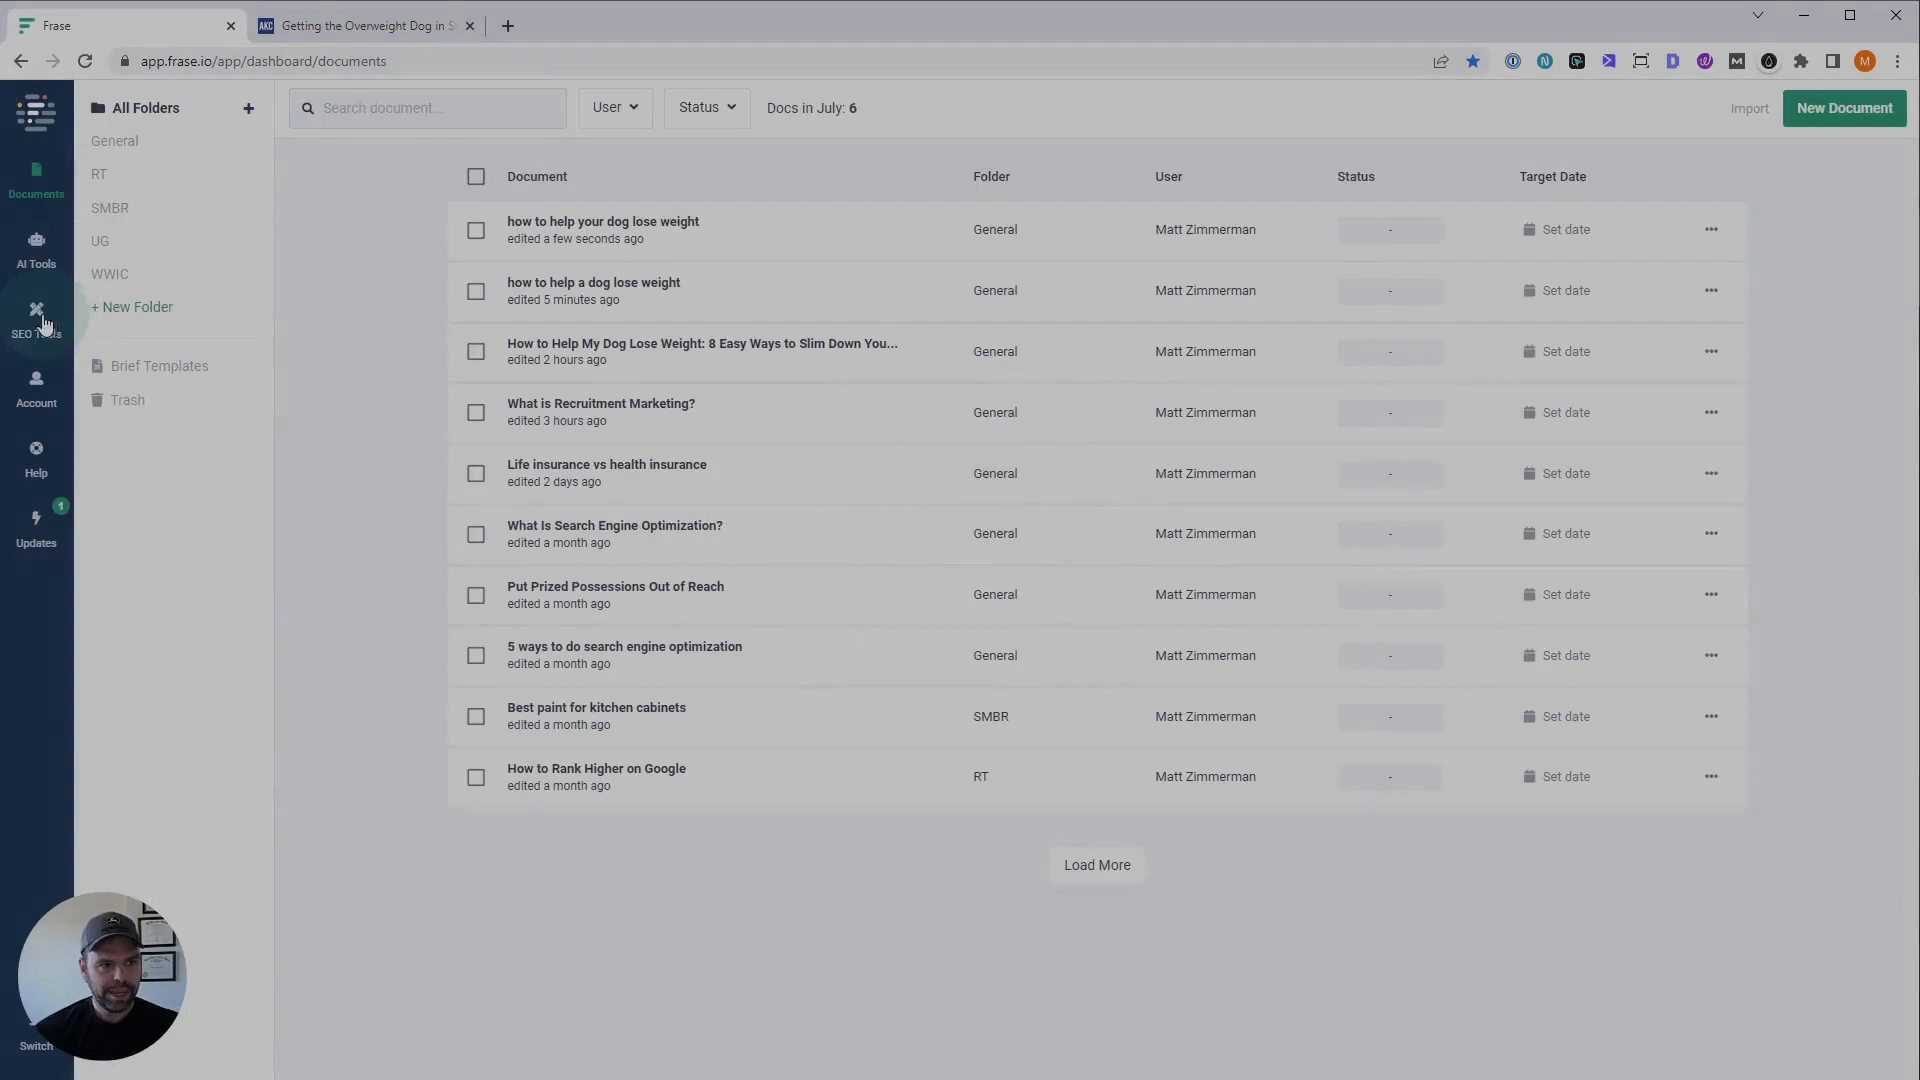 Frase
AKC
Getting the Overweight Dog in S
app.frase.io/app/dashboard/documents
M
Documents
AI Tools
SEO Tools
Account
Help
1
Updates
Switch
All Folders
+
General
RT
SMBR
UG
WWIC
+ New Folder
Brief Templates
Trash
Search document...
User
Status
Docs in July: 6
Import
New Document
Document Folder User Status Target Date
how to help your dog lose weight
edited a few seconds ago
General Matt Zimmerman - Set date
how to help a dog lose weight
edited 5 minutes ago
General Matt Zimmerman - Set date
How to Help My Dog Lose Weight: 8 Easy Ways to Slim Down You...
edited 2 hours ago
General Matt Zimmerman - Set date
What is Recruitment Marketing?
edited 3 hours ago
General Matt Zimmerman - Set date
Life insurance vs health insurance
edited 2 days ago
General Matt Zimmerman - Set date
What Is Search Engine Optimization?
edited a month ago
General Matt Zimmerman - Set date
Put Prized Possessions Out of Reach
edited a month ago
General Matt Zimmerman - Set date
5 ways to do search engine optimization
edited a month ago
General Matt Zimmerman - Set date
Best paint for kitchen cabinets
edited a month ago
SMBR Matt Zimmerman - Set date
How to Rank Higher on Google
edited a month ago
RT Matt Zimmerman - Set date
Load More